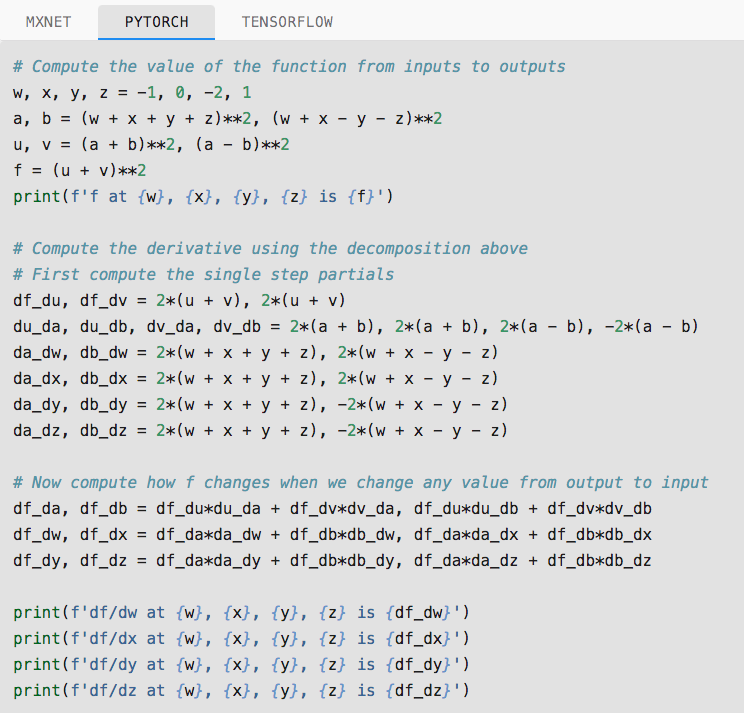 MXNET PYTORCH TENSORFLOW
# Compute the value of the function from inputs to outputs
w, x, y, z = -1, 0, -2, 1
a, b = (w + x + y + z)**2, (w + x - y - z)**2
u, v = (a + b)**2, (a - b)**2
f = (u + v)**2
print(f'f at {w}, {x}, {y}, {z} is {f}')
# Compute the derivative using the decomposition above
# First compute the single step partials
df_du, df_dv = 2*(u + v), 2*(u + v)
du_da, du_db, dv_da, dv_db = 2*(a + b), 2*(a + b), 2*(a - b), -2*(a - b)
da_dw, db_dw = 2*(w + x + y + z), 2*(w + x - y - z)
da_dx, db_dx = 2*(w + x + y + z), 2*(w + x - y - z)
da_dy, db_dy = 2*(w + x + y + z), -2*(w + x - y - z)
da_dz, db_dz = 2*(w + x + y + z), -2*(w + x - y - z)
# Now compute how f changes when we change any value from output to input
df_da, df_db = df_du*du_da + df_dv*dv_da, df_du*du_db + df_dv*dv_db
df_dw, df_dx = df_da*da_dw + df_db*db_dw, df_da*da_dx + df_db*db_dx
df_dy, df_dz = df_da*da_dy + df_db*db_dy, df_da*da_dz + df_db*db_dz
print(f'df/dw at {w}, {x}, {y}, {z} is {df_dw}')
print(f'df/dx at {w}, {x}, {y}, {z} is {df_dx}')
print(f'df/dy at {w}, {x}, {y}, {z} is {df_dy}')
print(f'df/dz at {w}, {x}, {y}, {z} is {df_dz}')